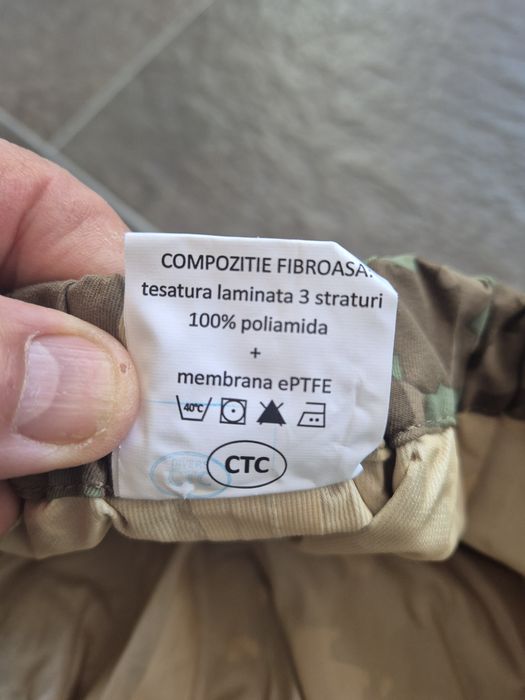 COMPOZITIE FIBROASA:
tesatura laminata 3 straturi
100% poliamida
+
membrana ePTFE
40°C
CTC